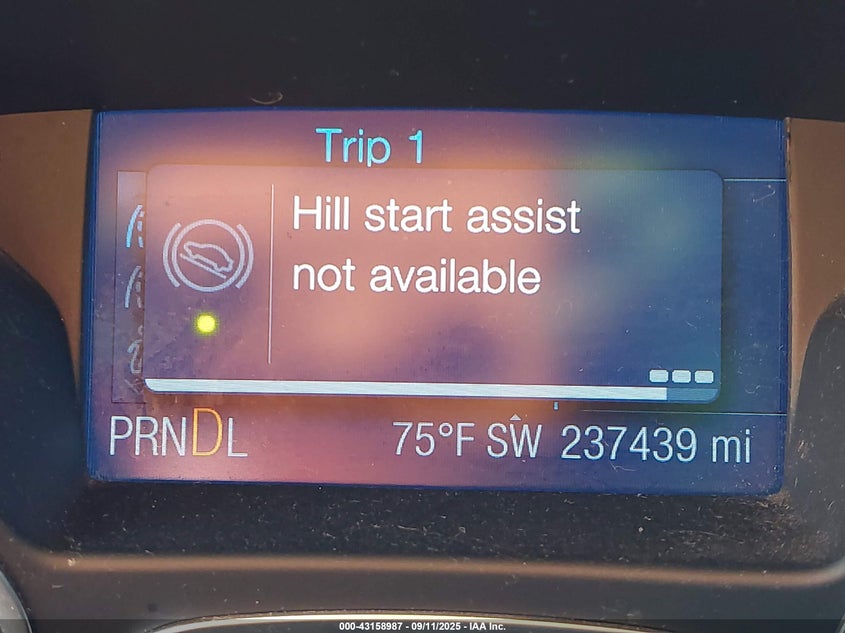 Trip 1
Hill start assist
not available
PRNDL 75°F SW 237439 mi
000-43158987 - 09/11/2025 - IAA Inc.